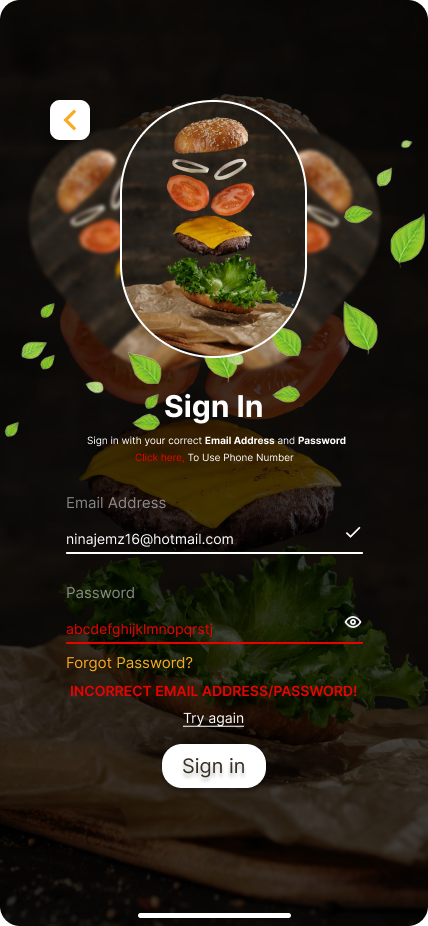 Sign In
Sign in with your correct Email Address and Password
Click here, To Use Phone Number
Email Address
ninajemz16@hotmail.com
Password
abcdefghijklmnopqrstj
Forgot Password?
INCORRECT EMAIL ADDRESS/PASSWORD!
Try again
Sign in